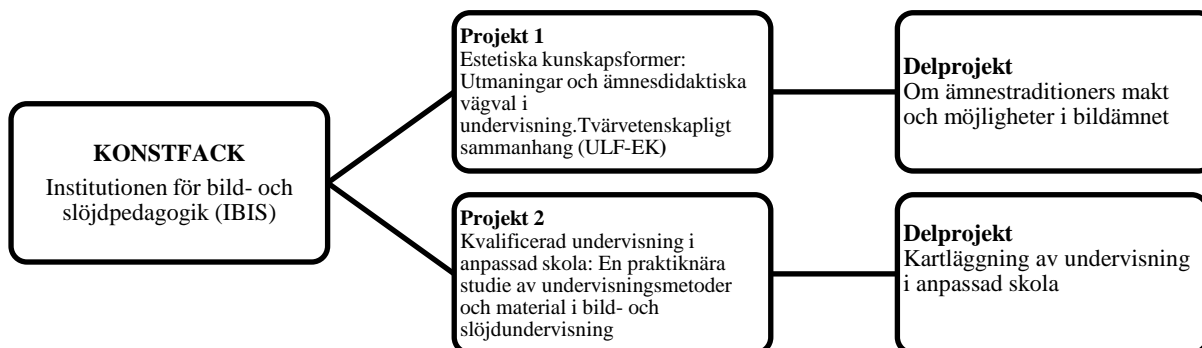 KONSTFACK
Institutionen för bild- och
slöjdpedagogik (IBIS)
Projekt 1
Estetiska kunskapsformer:
Utmaningar och ämnesdidaktiska
vägval i
undervisning.Tvärvetenskapligt
sammanhang (ULF-EK)
Delprojekt
Om ämnestraditioners makt
och möjligheter i bildämnet
Projekt 2
Kvalificerad undervisning i
anpassad skola: En praktiknära
studie av undervisningsmetoder
och material i bild- och
slöjdundervisning
Delprojekt
Kartläggning av undervisning
i anpassad skola